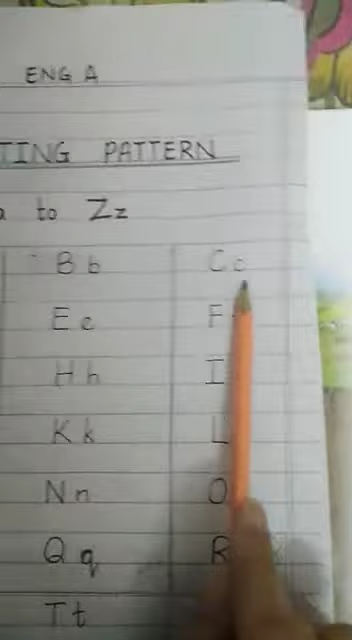 ENG A
TING PATTERN
a to Zz
Bb Cc
Ee F
Hh I
Kk L
Nn O
Qq R
Tt